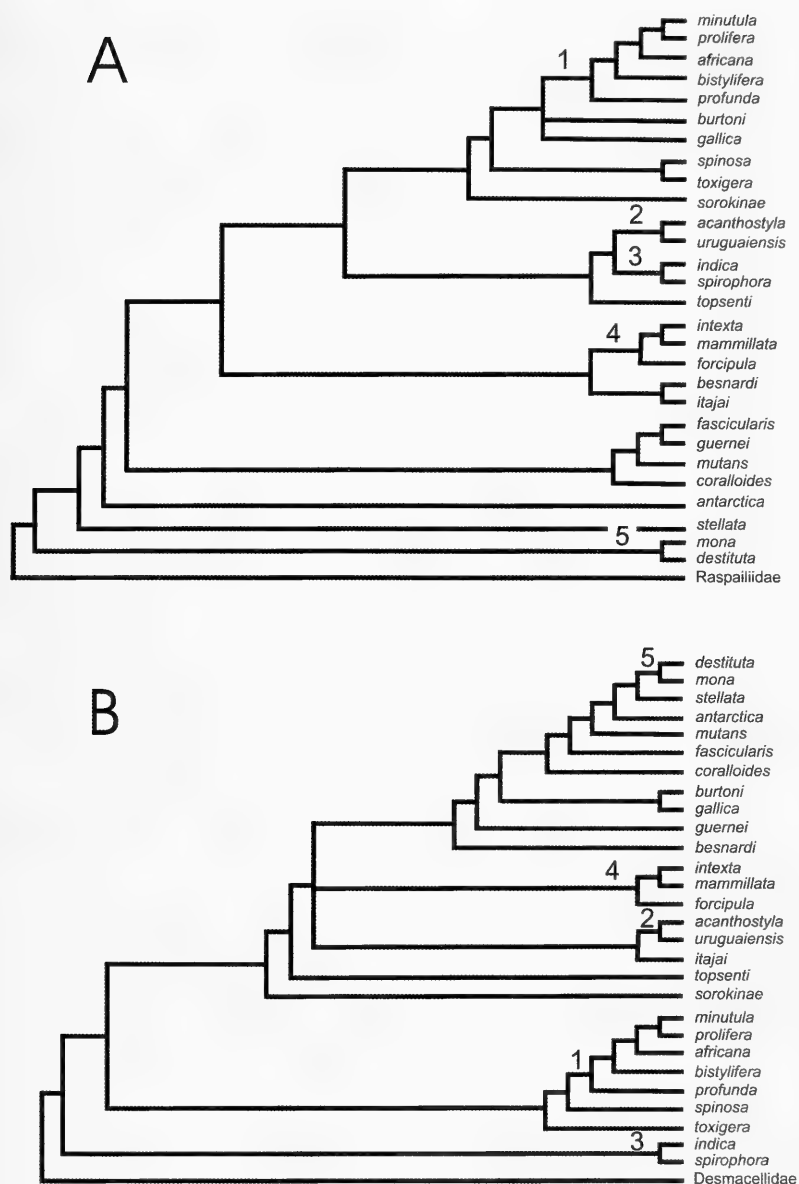 A
1
minutula
prolifera
africana
bistylifera
profunda
burtoni
gallica
spinosa
toxigera
sorokinae
2
acanthostyla
uruguaiensis
3
indica
spirophora
topsenti
4
intexta
mammillata
forcipula
besnardi
itajai
fascicularis
guernei
mutans
coralloides
antarctica
stellata
5
mona
destituta
Raspailiidae
B
5
destituta
mona
stellata
antarctica
mutans
fascicularis
coralloides
burtoni
gallica
guernei
besnardi
4
intexta
mammillata
forcipula
2
acanthostyla
uruguaiensis
itajai
topsenti
sorokinae
minutula
prolifera
africana
1
bistylifera
profunda
spinosa
toxigera
3
indica
spirophora
Desmacellidae